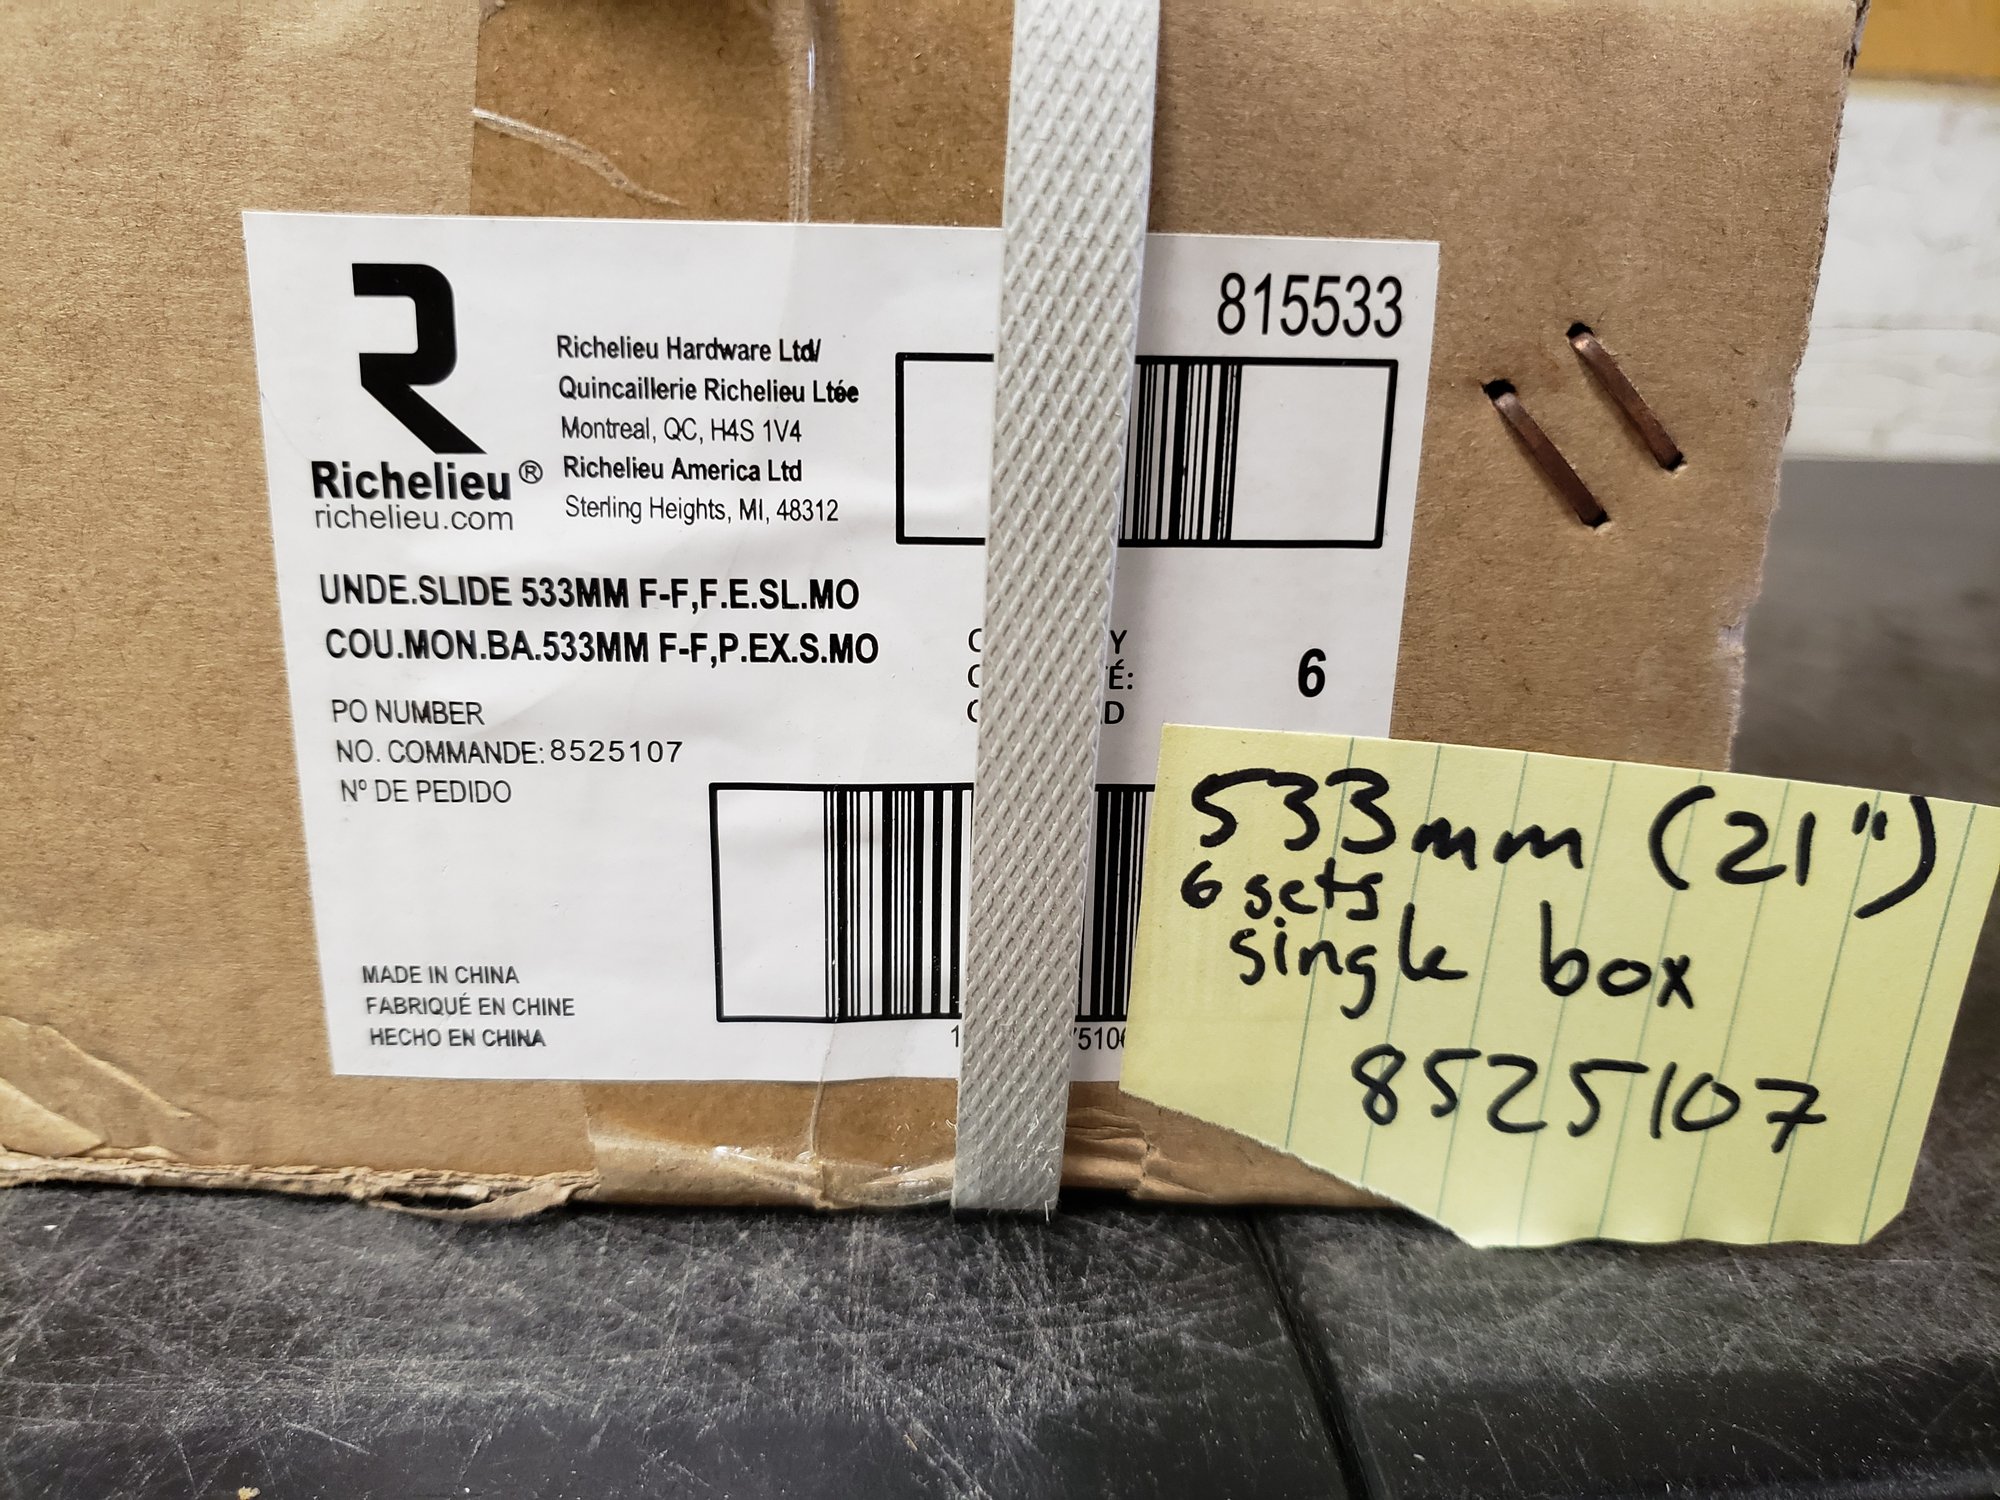 815533
Richelieu Hardware Ltd/
Quincaillerie Richelieu Ltée
Montreal, QC, H4S 1V4
Richelieu America Ltd
Sterling Heights, MI, 48312
Richelieu®
richelieu.com
UNDE.SLIDE 533MM F-F,F.E.SL.MO
COU.MON.BA.533MM F-F,P.EX.S.MO
6
PO NUMBER
NO. COMMANDE: 8525107
Nº DE PEDIDO
MADE IN CHINA
FABRIQUÉ EN CHINE
HECHO EN CHINA
533mm (21")
6 sets
single box
8525107